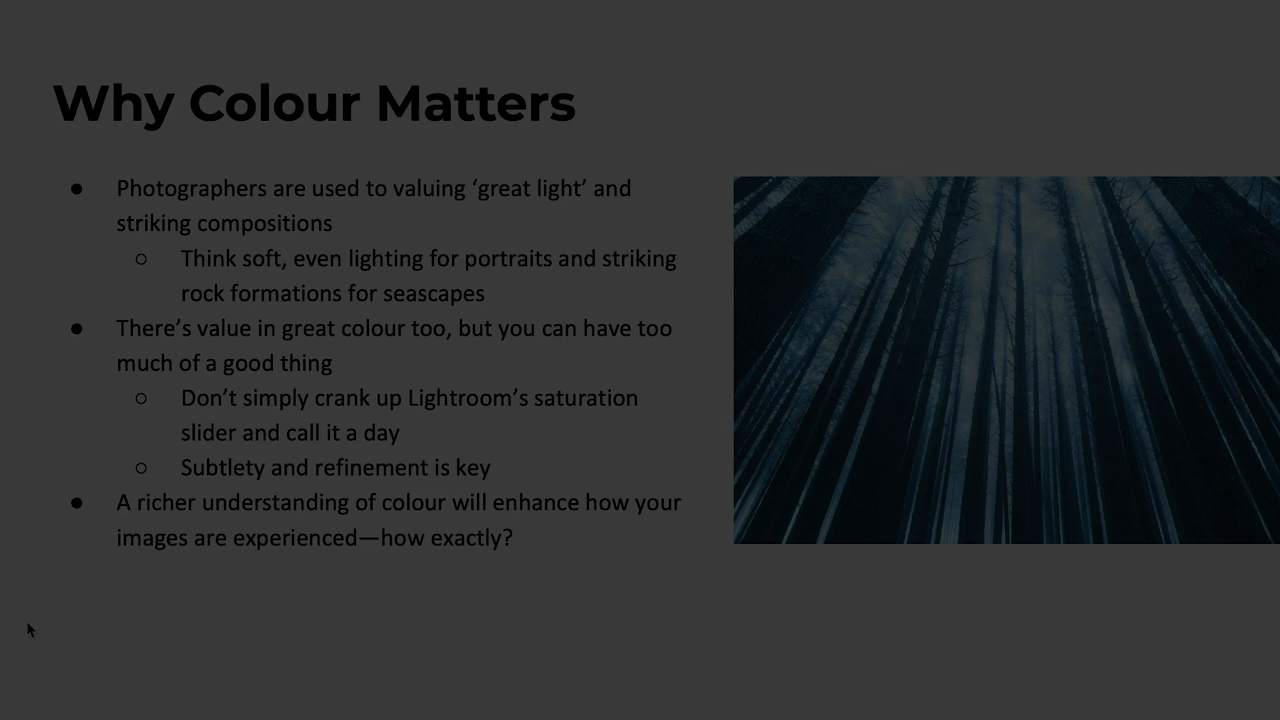 Why Colour Matters
● Photographers are used to valuing ‘great light’ and
striking compositions
○ Think soft, even lighting for portraits and striking
rock formations for seascapes
● There’s value in great colour too, but you can have too
much of a good thing
○ Don’t simply crank up Lightroom’s saturation
slider and call it a day
○ Subtlety and refinement is key
● A richer understanding of colour will enhance how your
images are experienced—how exactly?